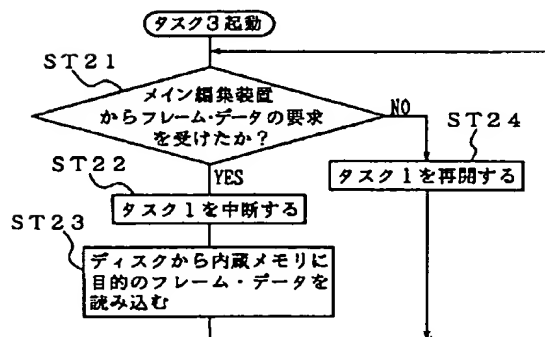 タスク3起動
ST21
メイン編集装置
からフレーム・データの要求
を受けたか？
NO
ST24
ST22
YES
タスク1を再開する
タスク1を中断する
ST23
ディスクから内蔵メモリに
目的のフレーム・データを
読み込む